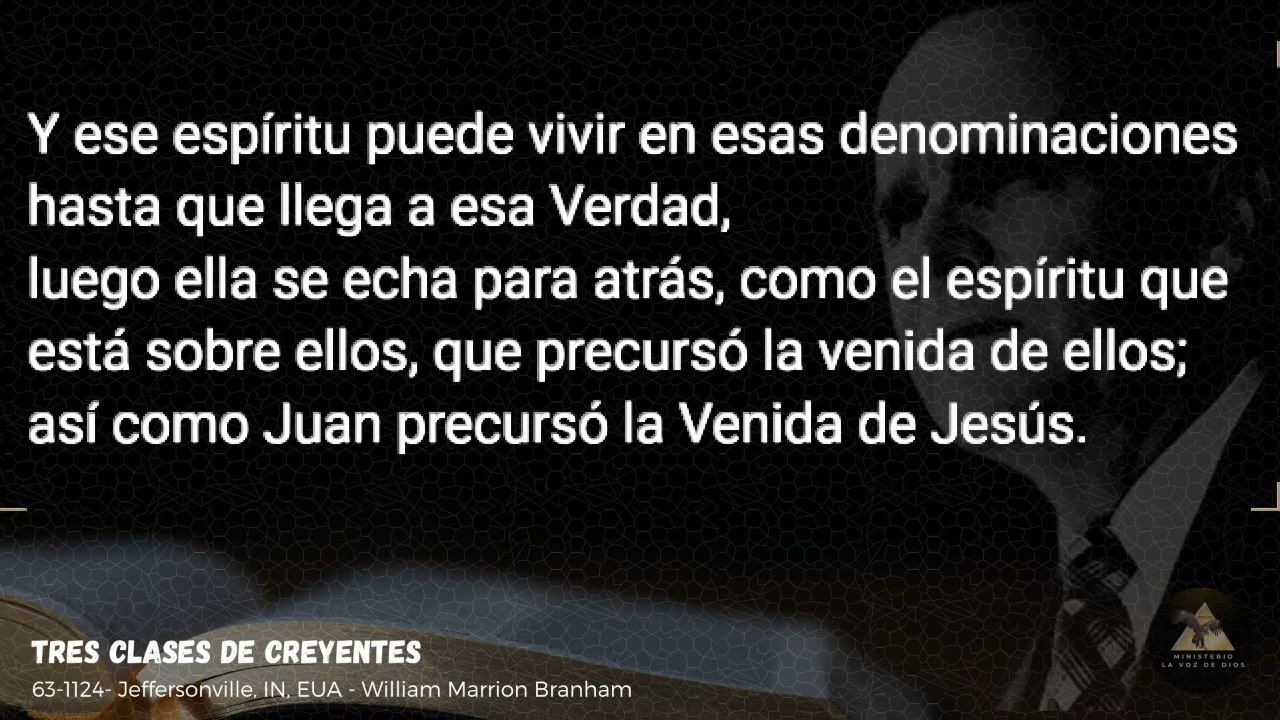 Y ese espíritu puede vivir en esas denominaciones
hasta que llega a esa Verdad,
luego ella se echa para atrás, como el espíritu que
está sobre ellos, que precursó la venida de ellos;
así como Juan precursó la Venida de Jesús.
TRES CLASES DE CREYENTES
63-1124- Jeffersonville, IN, EUA - William Marrion Branham
MINISTERIO
LA VOZ DE DIOS